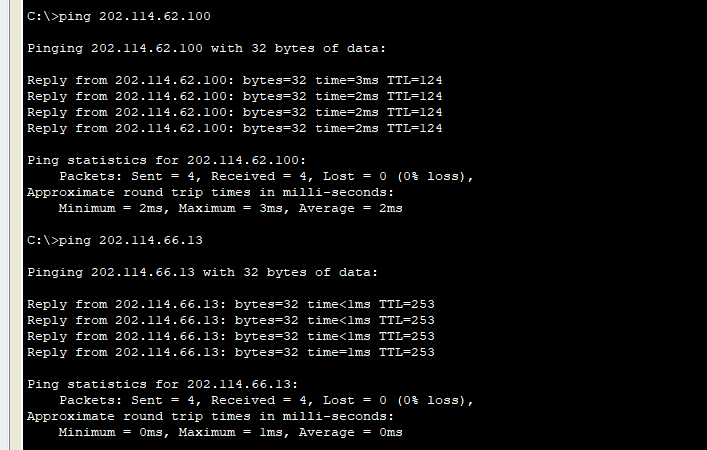 C:\>ping 202.114.62.100
Pinging 202.114.62.100 with 32 bytes of data:
Reply from 202.114.62.100: bytes=32 time=3ms TTL=124
Reply from 202.114.62.100: bytes=32 time=2ms TTL=124
Reply from 202.114.62.100: bytes=32 time=2ms TTL=124
Reply from 202.114.62.100: bytes=32 time=2ms TTL=124
Ping statistics for 202.114.62.100:
Packets: Sent = 4, Received = 4, Lost = 0 (0% loss),
Approximate round trip times in milli-seconds:
Minimum = 2ms, Maximum = 3ms, Average = 2ms
C:\>ping 202.114.66.13
Pinging 202.114.66.13 with 32 bytes of data:
Reply from 202.114.66.13: bytes=32 time<1ms TTL=253
Reply from 202.114.66.13: bytes=32 time<1ms TTL=253
Reply from 202.114.66.13: bytes=32 time<1ms TTL=253
Reply from 202.114.66.13: bytes=32 time=1ms TTL=253
Ping statistics for 202.114.66.13:
Packets: Sent = 4, Received = 4, Lost = 0 (0% loss),
Approximate round trip times in milli-seconds:
Minimum = 0ms, Maximum = 1ms, Average = 0ms